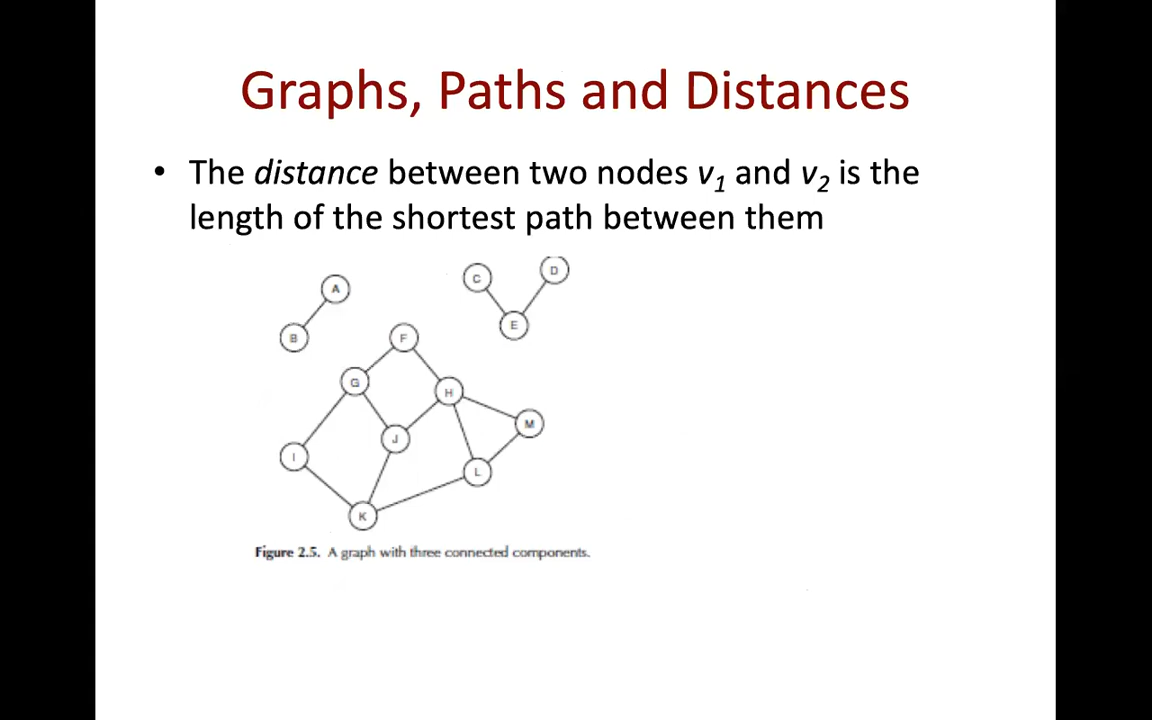 Graphs, Paths and Distances
• The distance between two nodes v1 and v2 is the
length of the shortest path between them
A
C
D
B
E
F
G
H
M
J
I
L
K
Figure 2.5. A graph with three connected components.